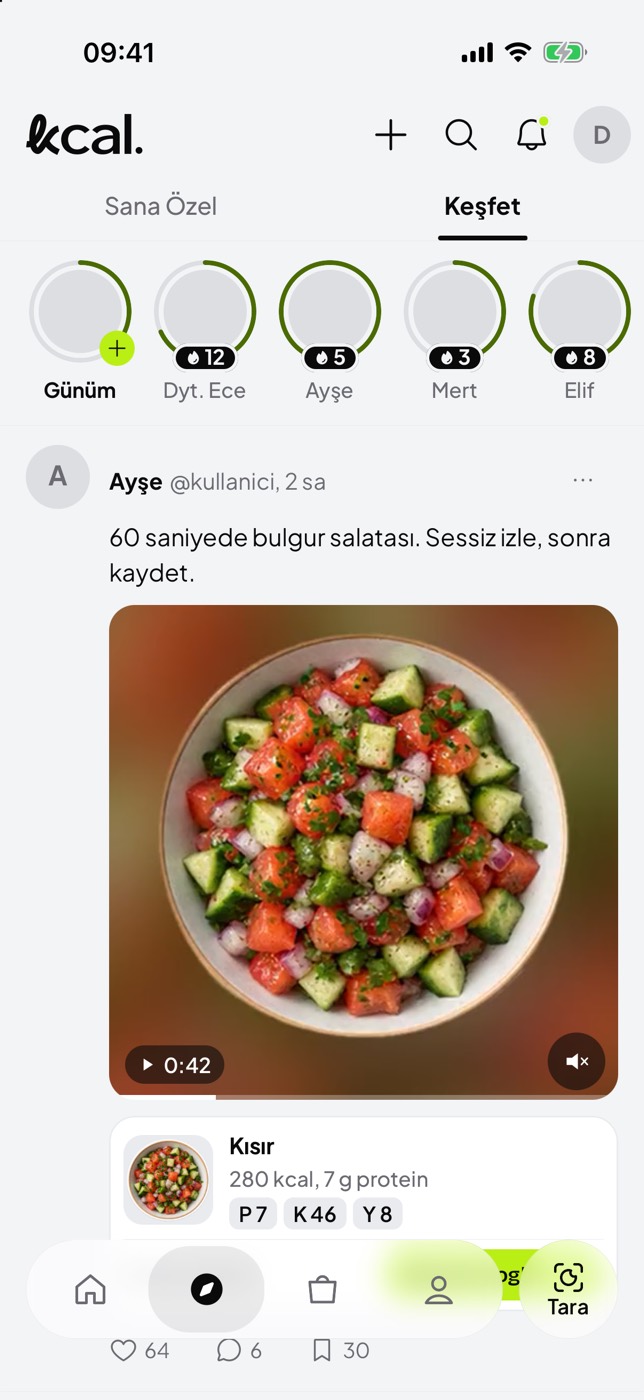 09:41
kcal.
D
Sana Özel
Keşfet
12
5
3
8
Günüm
Dyt. Ece
Ayşe
Mert
Elif
A
Ayşe @kullanici, 2 sa
60 saniyede bulgur salatası. Sessiz izle, sonra
kaydet.
0:42
Kısır
280 kcal, 7 g protein
P 7
K 46
Y 8
Tara
64
6
30